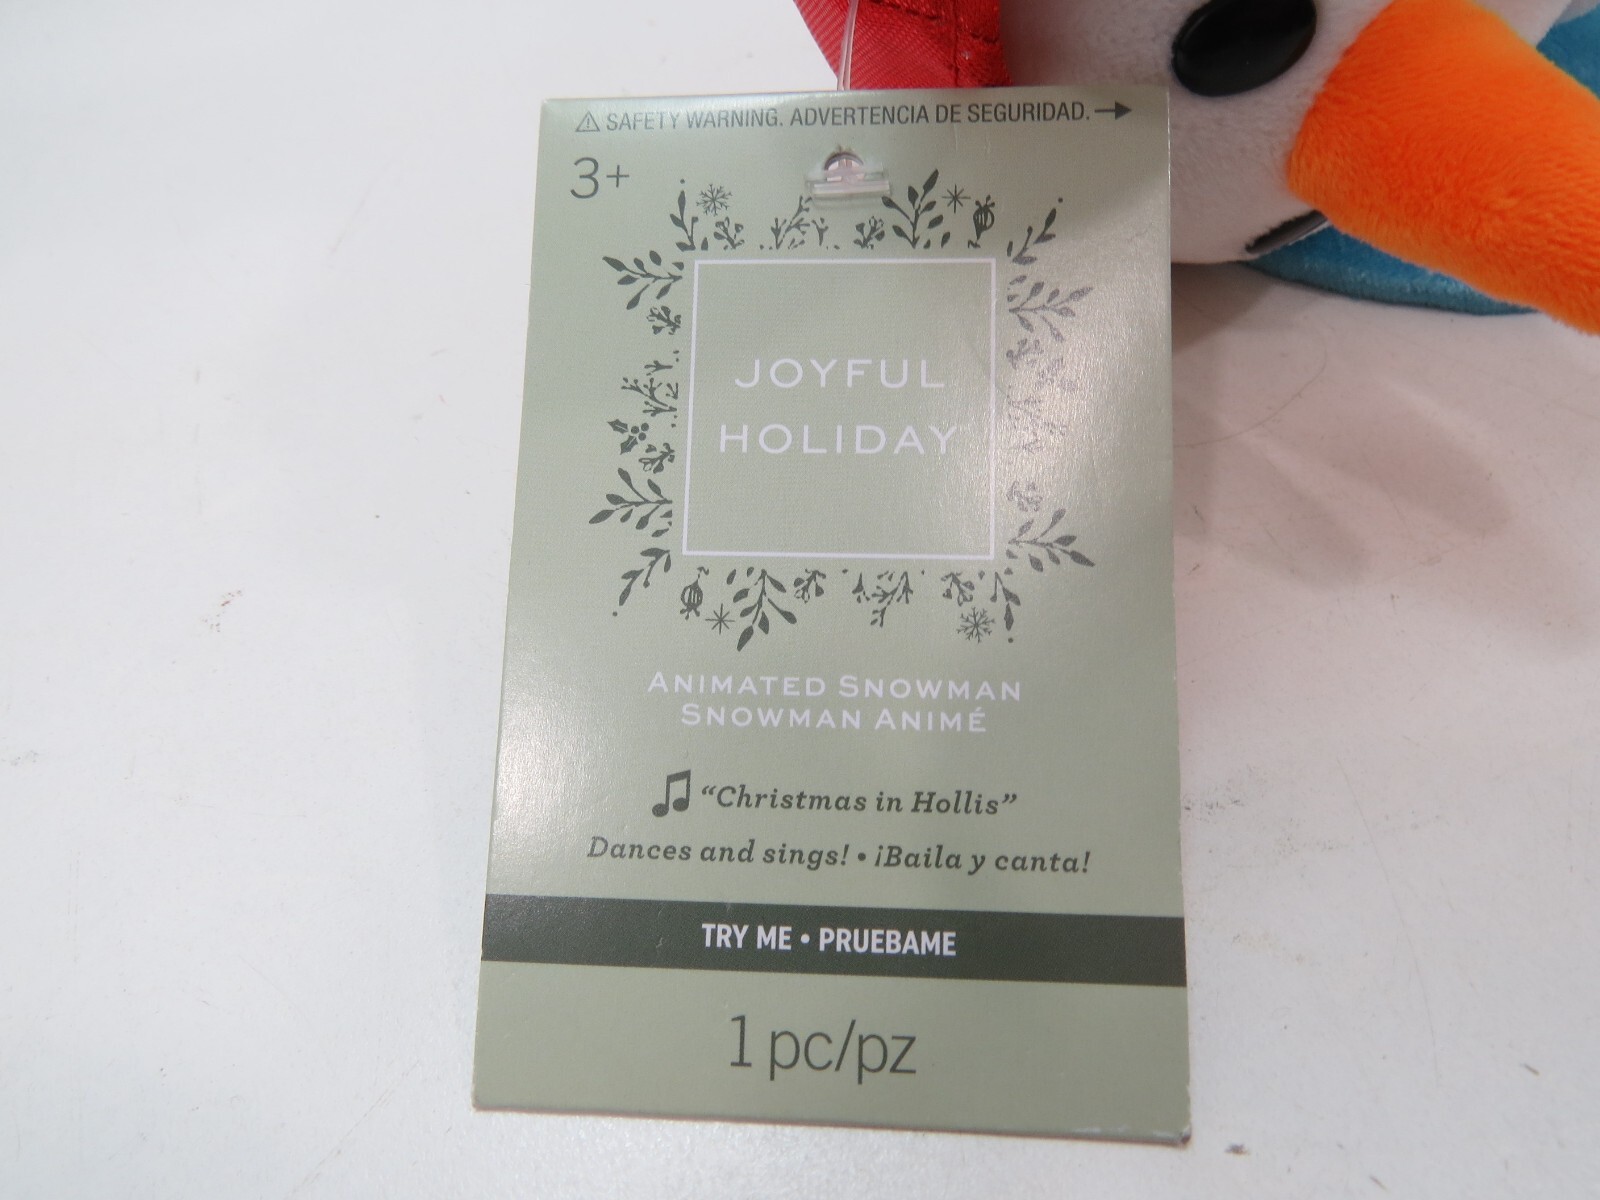 ⚠ SAFETY WARNING. ADVERTENCIA DE SEGURIDAD. →
3+
JOYFUL
HOLIDAY
ANIMATED SNOWMAN
SNOWMAN ANIMÉ
♫ “Christmas in Hollis”
Dances and sings! • ¡Baila y canta!
TRY ME • PRUEBAME
1 pc/pz